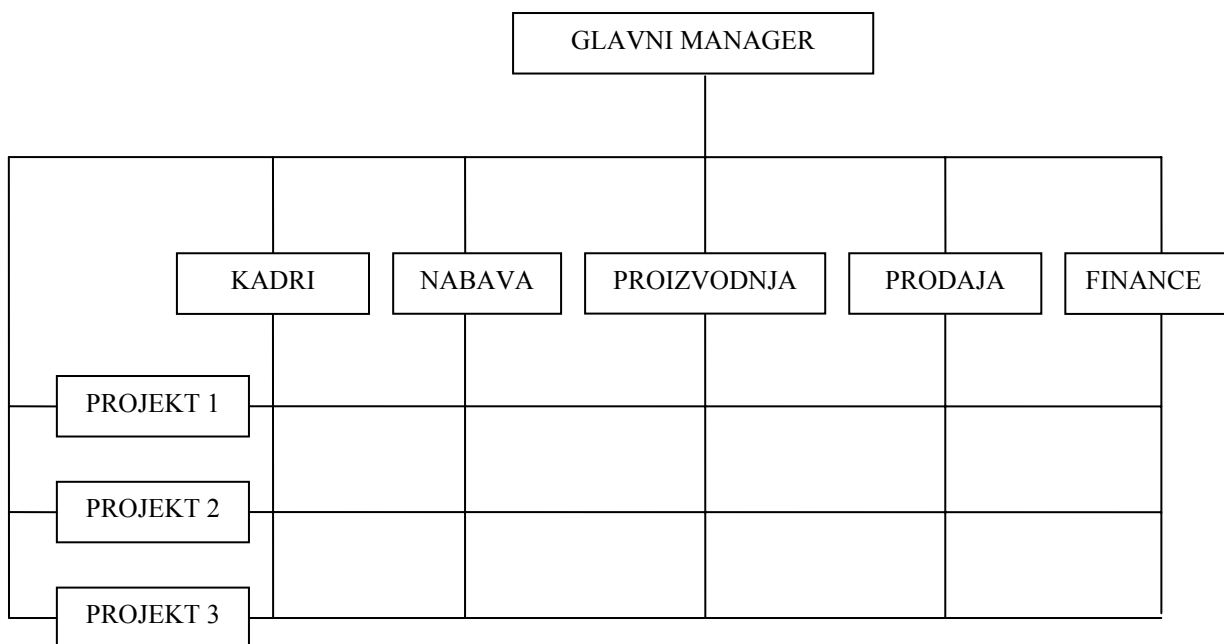 GLAVNI MANAGER
KADRI
NABAVA
PROIZVODNJA
PRODAJA
FINANCE
PROJEKT 1
PROJEKT 2
PROJEKT 3